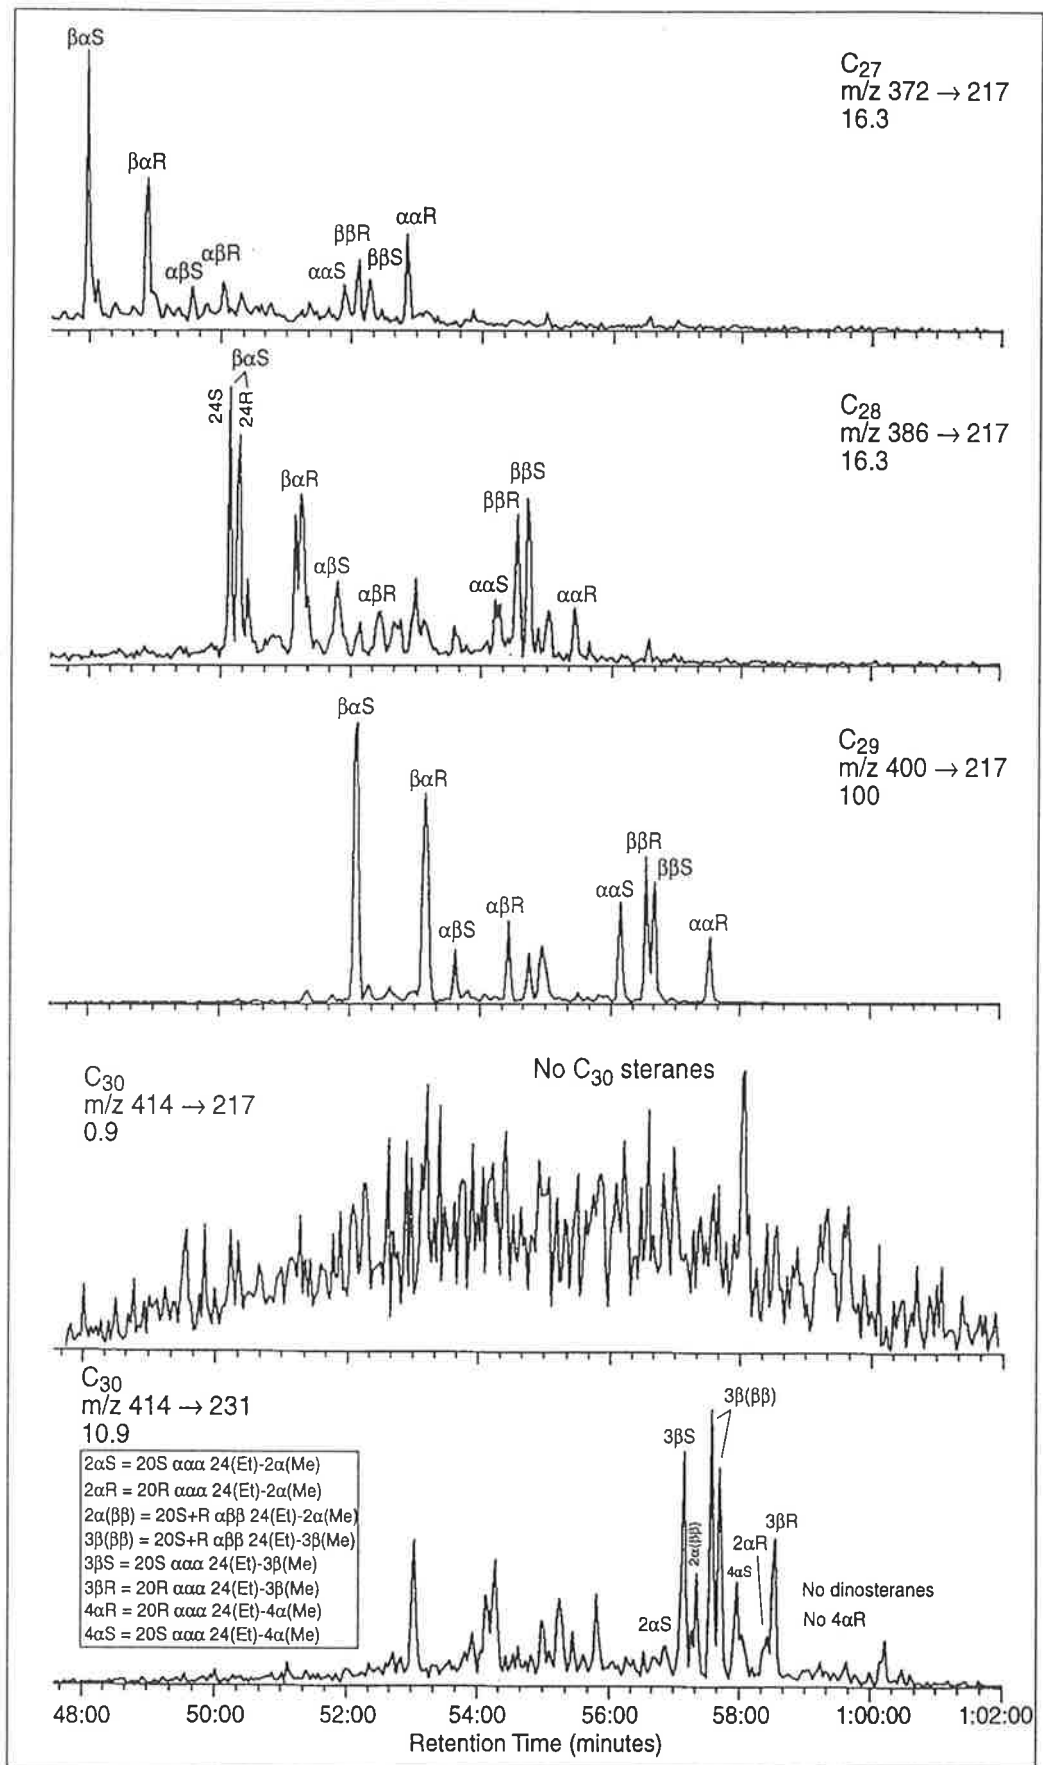 βαS
C27
m/z 372 → 217
16.3
βαR
αβS
αβR
ααS
ββR
ββS
ααR
βαS
24S
24R
C28
m/z 386 → 217
16.3
βαR
αβS
αβR
ααS
ββR
ββS
ααR
βαS
C29
m/z 400 → 217
100
βαR
αβS
αβR
ααS
ββR
ββS
ααR
C30
m/z 414 → 217
0.9
No C30 steranes
C30
m/z 414 → 231
10.9
2αS = 20S ααα 24(Et)-2α(Me)
2αR = 20R ααα 24(Et)-2α(Me)
2α(ββ) = 20S+R αββ 24(Et)-2α(Me)
3β(ββ) = 20S+R αββ 24(Et)-3β(Me)
3βS = 20S ααα 24(Et)-3β(Me)
3βR = 20R ααα 24(Et)-3β(Me)
4αR = 20R ααα 24(Et)-4α(Me)
4αS = 20S ααα 24(Et)-4α(Me)
2αS
3βS
2α(ββ)
3β(ββ)
4αS
2αR
3βR
No dinosteranes
No 4αR
48:00 50:00 52:00 54:00 56:00 58:00 1:00:00 1:02:00
Retention Time (minutes)